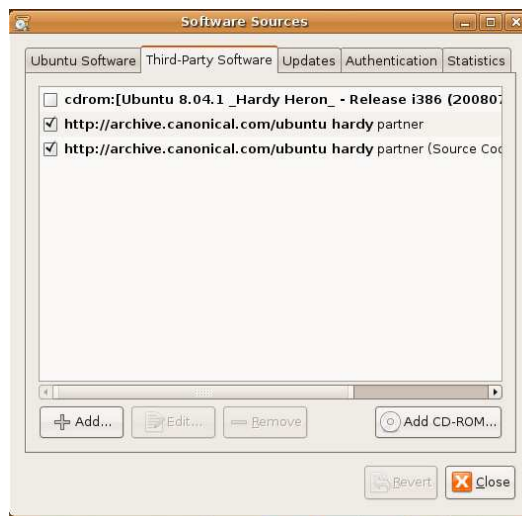 Software Sources
Ubuntu Software Third-Party Software Updates Authentication Statistics
cdrom:[Ubuntu 8.04.1 _Hardy Heron_ - Release i386 (200807
http://archive.canonical.com/ubuntu hardy partner
http://archive.canonical.com/ubuntu hardy partner (Source Cod
Add... Edit... Remove Add CD-ROM...
Revert Close